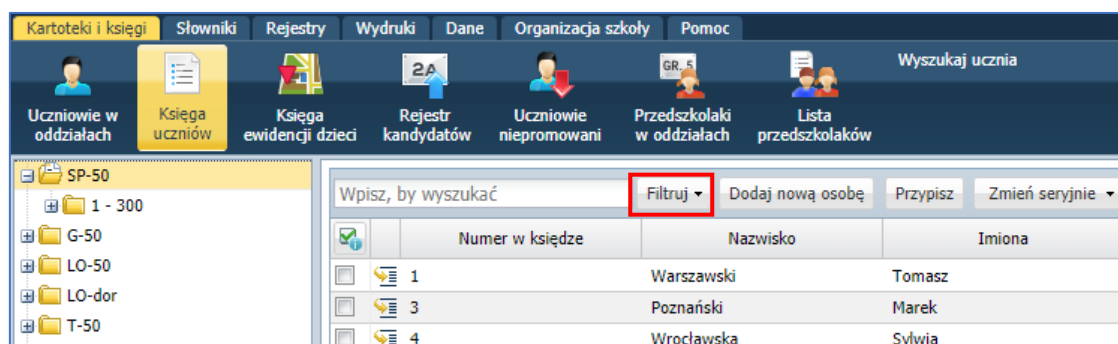 Kartoteki i księgi Słowniki Rejestry Wydruki Dane Organizacja szkoły Pomoc
2A
GR. 5
Wyszukaj ucznia
Uczniowie w oddziałach
Księga uczniów
Księga ewidencji dzieci
Rejestr kandydatów
Uczniowie niepromowani
Przedszkolaki w oddziałach
Lista przedszkolaków
SP-50
1 - 300
G-50
LO-50
LO-dor
T-50
Wpisz, by wyszukać Filtruj Dodaj nową osobę Przypisz Zmień seryjnie
Numer w księdze Nazwisko Imiona
1 Warszawski Tomasz
3 Poznański Marek
4 Wrocławska Sylwia